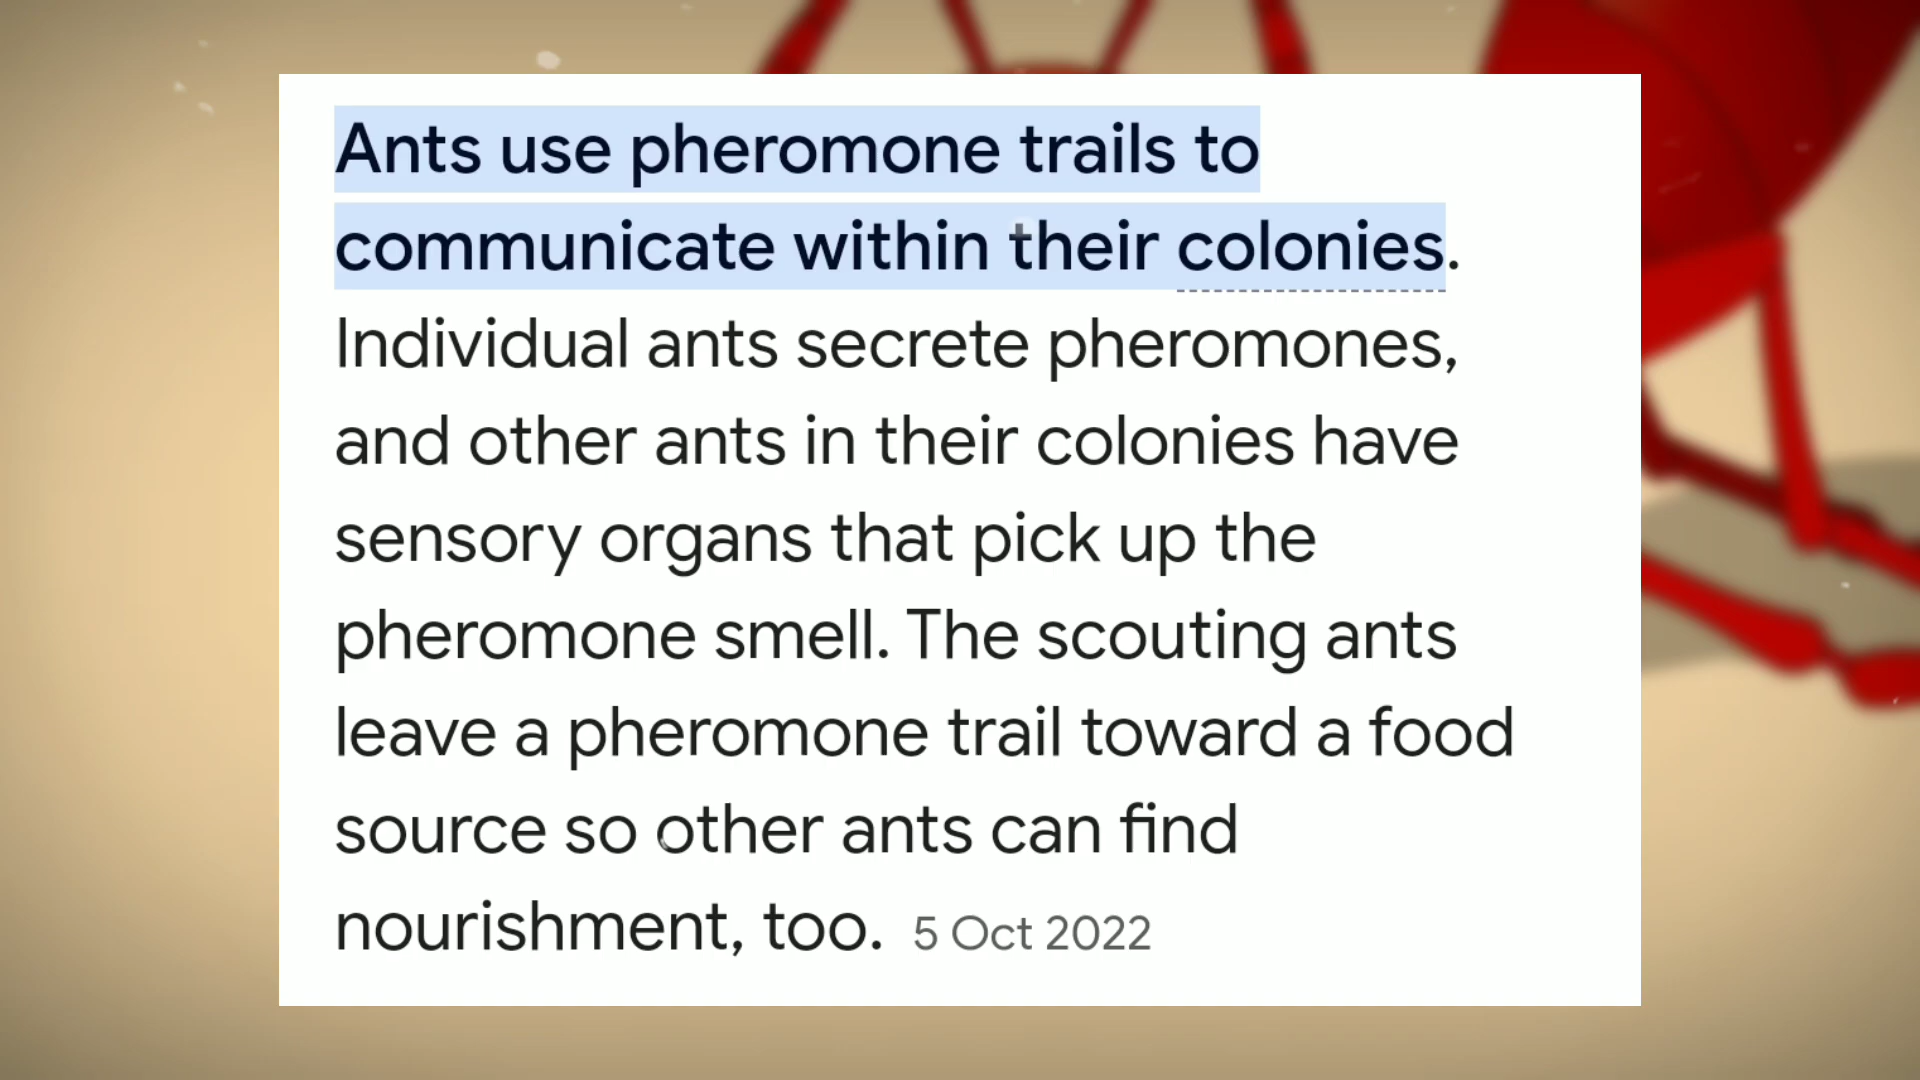 Ants use pheromone trails to
communicate within their colonies.
Individual ants secrete pheromones,
and other ants in their colonies have
sensory organs that pick up the
pheromone smell. The scouting ants
leave a pheromone trail toward a food
source so other ants can find
nourishment, too. 5 Oct 2022